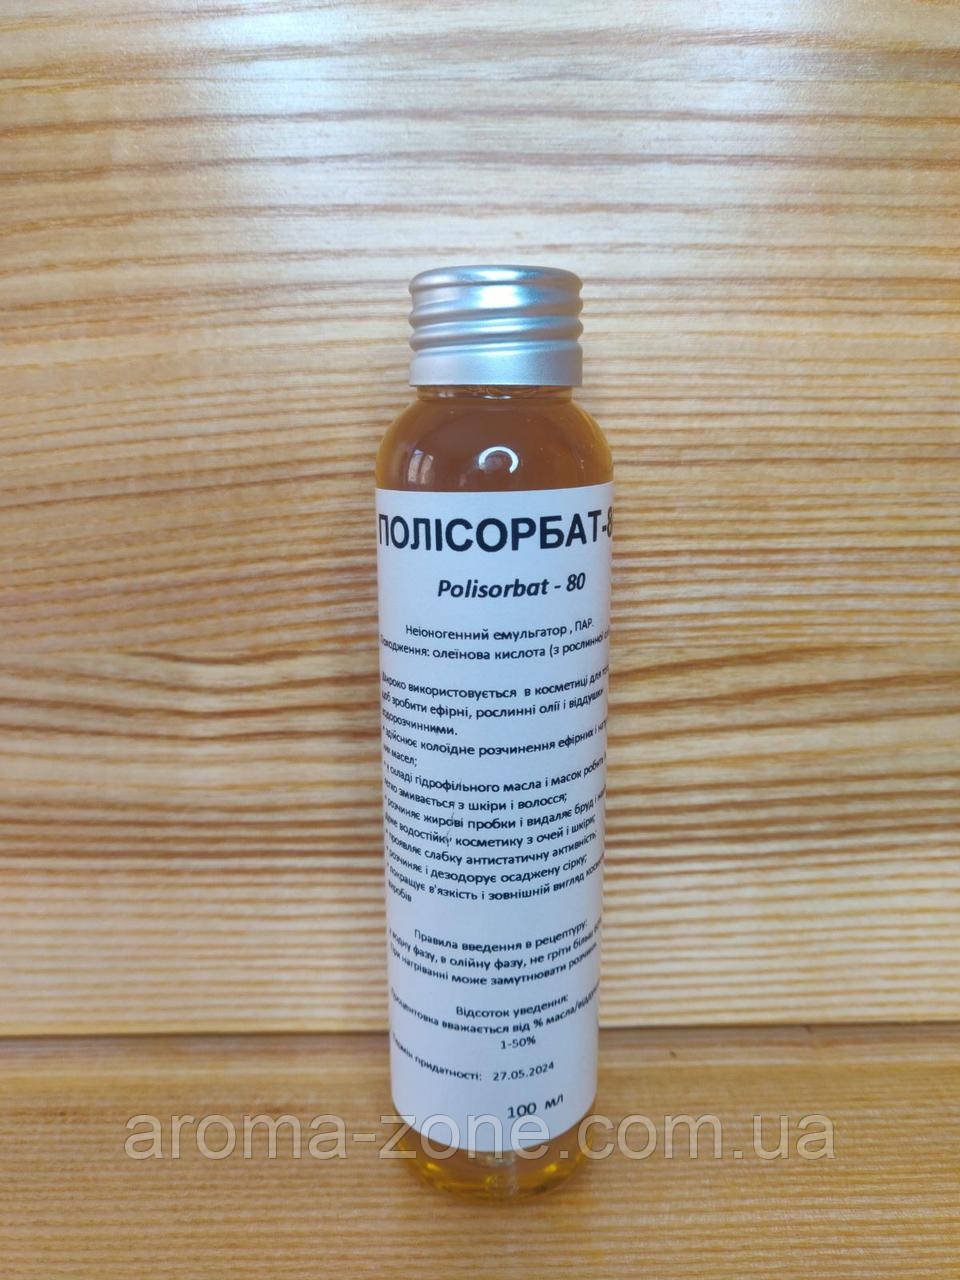 ПОЛІСОРБАТ-8
Polisorbat - 80
Неіоногенний емульгатор , ПАР.
походження: олеїнова кислота (з рослинної
Широко використовується в косметиці для
щоб зробити ефірні, рослинні олії і віддушки
водорозчинними.
здійснює колоїдне розчинення ефірних і
масел;
у складі гідрофільного масла і масок робить
легко змивається з шкіри і волосся;
розчиняє жирові пробки і видаляє бруд і
дуже водостійку косметику з очей і шкіри;
проявляє слабку антистатичну активність;
розчиняє і дезодорує осаджену сірку;
покращує в'язкість і зовнішній вигляд
виробів
Правила введення в рецептуру:
в водну фазу, в олійну фазу, не гріти більш
При нагріванні може замутнювати розчини.
Відсоток уведення:
Процентовка вважається від % масла/віддушки
1-50%
Термін придатності: 27.05.2024
100 мл
aroma-zone.com.ua